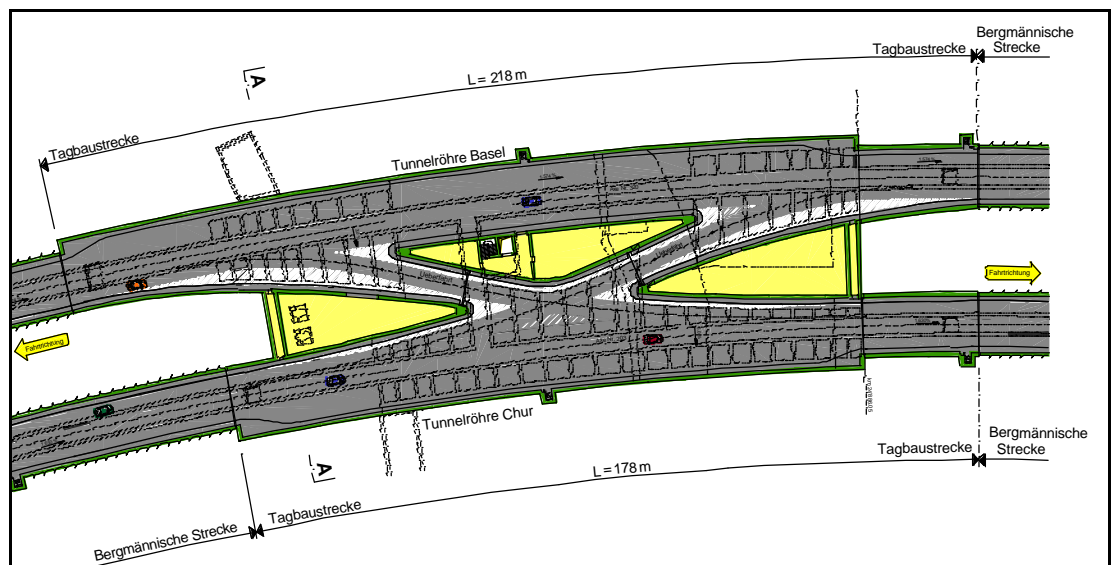 Bergmännische
Strecke
Tagbaustrecke
L = 218 m
A
Tagbaustrecke
Tunnelröhre Basel
Fahrtrichtung
Fahrtrichtung
Tunnelröhre Chur
A
L = 178 m
Tagbaustrecke
Bergmännische
Strecke
Tagbaustrecke
Bergmännische Strecke